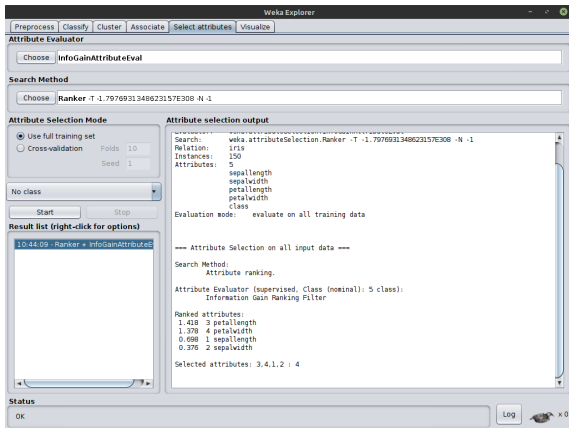 Weka Explorer
Preprocess Classify Cluster Associate Select attributes Visualize
Attribute Evaluator
Choose InfoGainAttributeEval
Search Method
Choose Ranker -T -1.7976931348623157E308 -N -1
Attribute Selection Mode
Use full training set
Cross-validation Folds 10
Seed 1
No class
Start Stop
Result list (right-click for options)
10:44:09 - Ranker + InfoGainAttributeE
Attribute selection output
Search: weka.attributeSelection.Ranker -T -1.7976931348623157E308 -N -1
Relation: iris
Instances: 150
Attributes: 5
sepallength
sepalwidth
petallength
petalwidth
class
Evaluation mode: evaluate on all training data
=== Attribute Selection on all input data ===
Search Method:
Attribute ranking.
Attribute Evaluator (supervised, Class (nominal): 5 class):
Information Gain Ranking Filter
Ranked attributes:
1.418 3 petallength
1.378 4 petalwidth
0.698 1 sepallength
0.376 2 sepalwidth
Selected attributes: 3,4,1,2 : 4
Status
OK
Log x 0